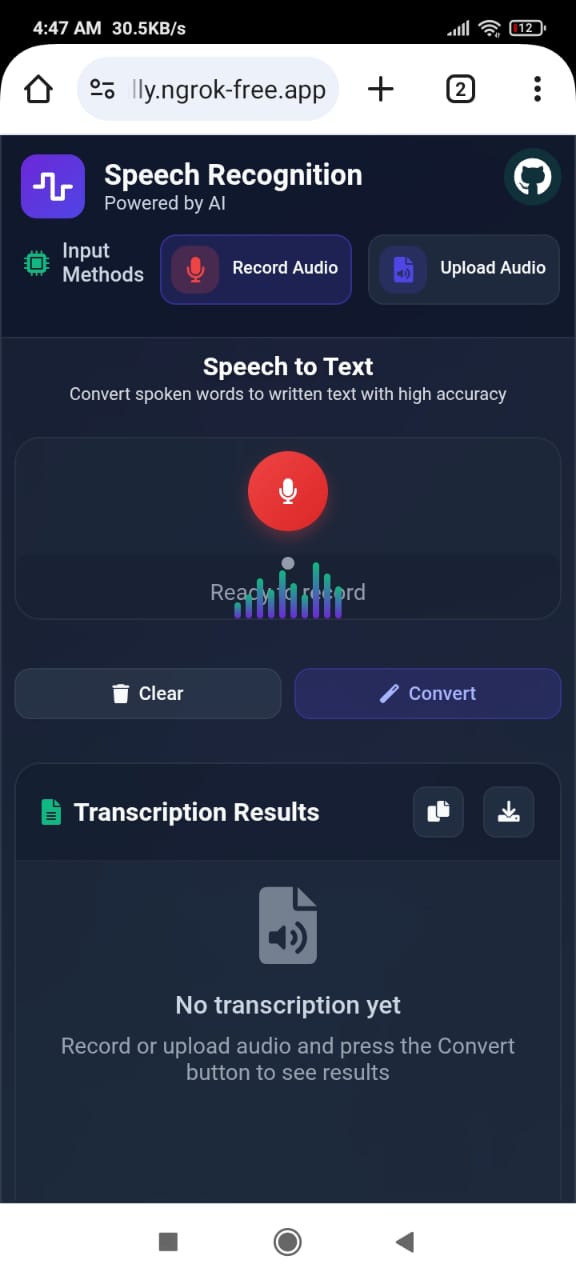 4:47 AM 30.5KB/s
12
lly.ngrok-free.app
2
Speech Recognition
Powered by AI
Input
Methods
Record Audio
Upload Audio
Speech to Text
Convert spoken words to written text with high accuracy
Ready to record
Clear
Convert
Transcription Results
No transcription yet
Record or upload audio and press the Convert
button to see results